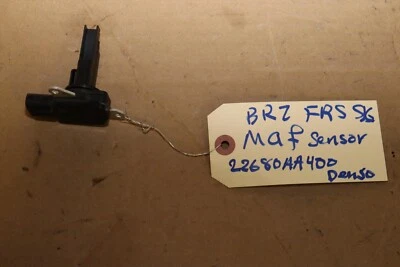 BRZ FRS 86
Maf Sensor
22680AA400
Denso